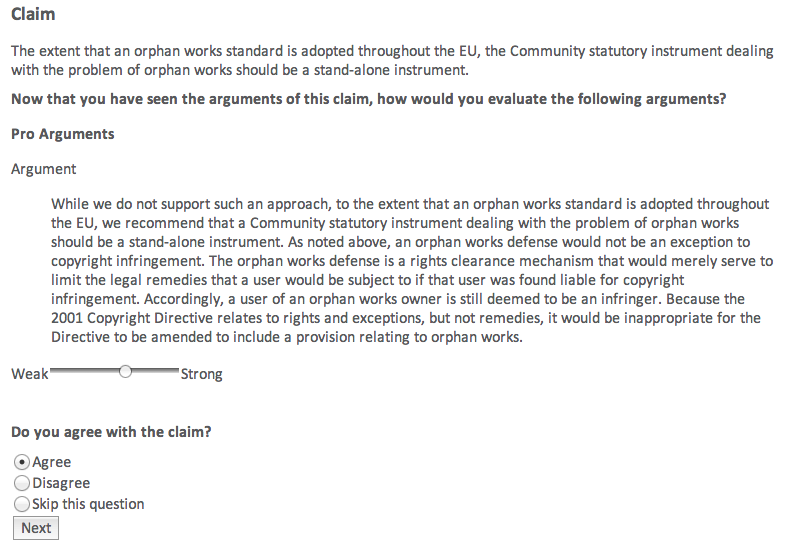 Claim
The extent that an orphan works standard is adopted throughout the EU, the Community statutory instrument dealing
with the problem of orphan works should be a stand-alone instrument.
Now that you have seen the arguments of this claim, how would you evaluate the following arguments?
Pro Arguments
Argument
While we do not support such an approach, to the extent that an orphan works standard is adopted throughout
the EU, we recommend that a Community statutory instrument dealing with the problem of orphan works
should be a stand-alone instrument. As noted above, an orphan works defense would not be an exception to
copyright infringement. The orphan works defense is a rights clearance mechanism that would merely serve to
limit the legal remedies that a user would be subject to if that user was found liable for copyright
infringement. Accordingly, a user of an orphan works owner is still deemed to be an infringer. Because the
2001 Copyright Directive relates to rights and exceptions, but not remedies, it would be inappropriate for the
Directive to be amended to include a provision relating to orphan works.
Weak Strong
Do you agree with the claim?
Agree
Disagree
Skip this question
Next